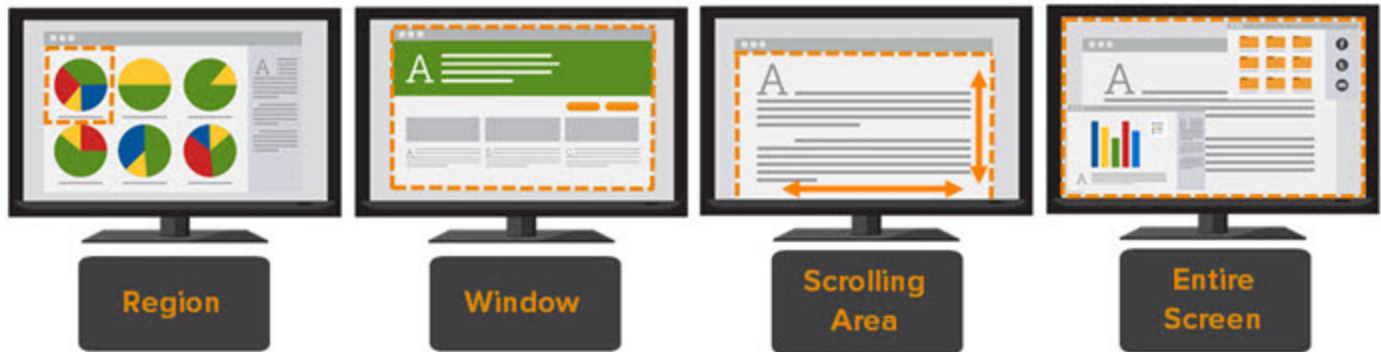 A
A
A
A
A
Region
Window
Scrolling
Area
Entire
Screen